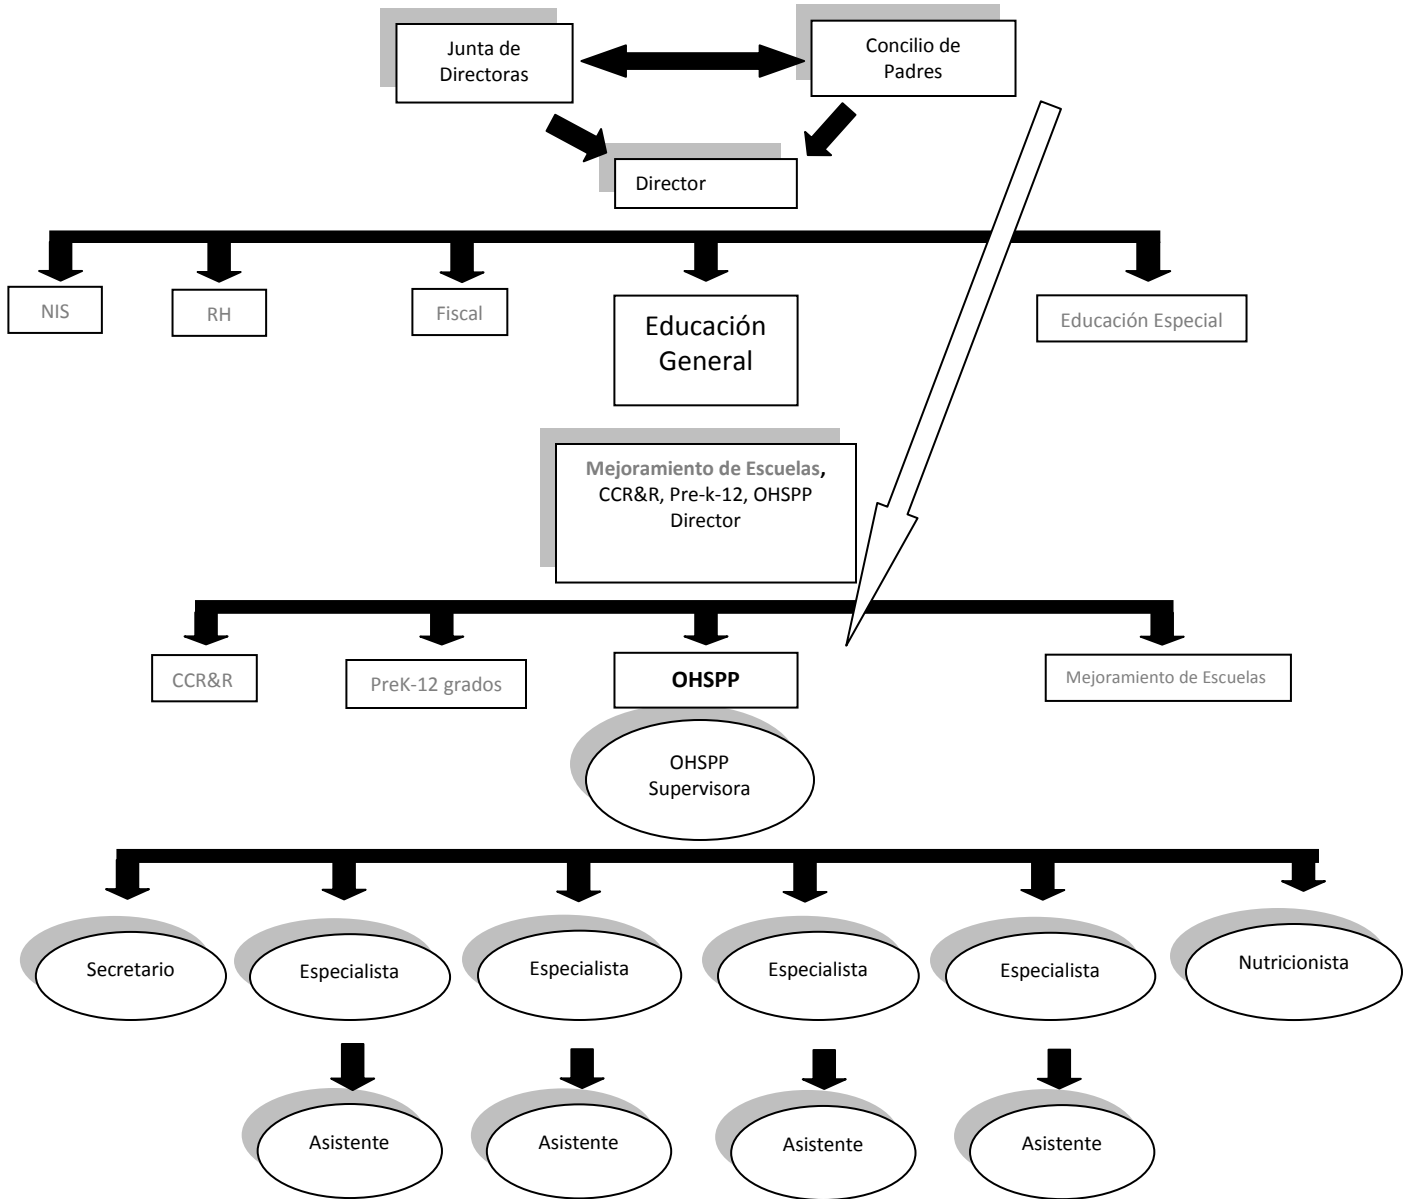 Junta de
Directoras
Concilio de
Padres
Director
NIS
RH
Fiscal
Educación
General
Educación Especial
Mejoramiento de Escuelas,
CCR&R, Pre-k-12, OHSPP
Director
CCR&R
PreK-12 grados
OHSPP
Mejoramiento de Escuelas
OHSPP
Supervisora
Secretario
Especialista
Especialista
Especialista
Especialista
Nutricionista
Asistente
Asistente
Asistente
Asistente